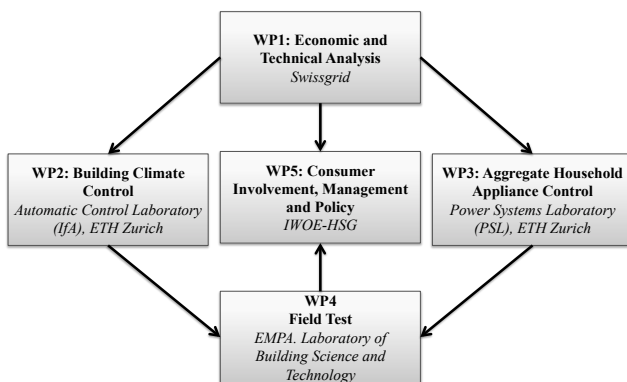 WP1: Economic and
Technical Analysis
Swissgrid
WP2: Building Climate
Control
Automatic Control Laboratory
(IfA), ETH Zurich
WP5: Consumer
Involvement, Management
and Policy
IWOE-HSG
WP3: Aggregate Household
Appliance Control
Power Systems Laboratory
(PSL), ETH Zurich
WP4
Field Test
EMPA. Laboratory of
Building Science and
Technology